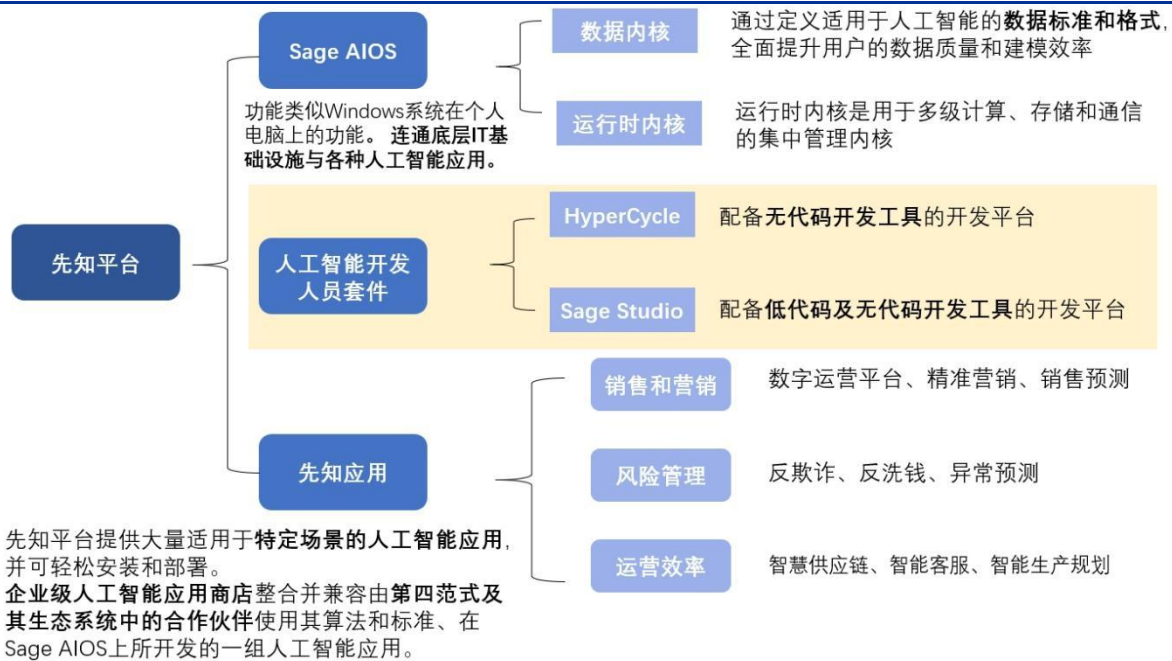 Sage AIOS
功能类似Windows系统在个人
电脑上的功能。 连通底层IT基
础设施与各种人工智能应用。
数据内核
通过定义适用于人工智能的数据标准和格式,
全面提升用户的数据质量和建模效率
运行时内核
运行时内核是用于多级计算、存储和通信
的集中管理内核
先知平台
人工智能开发
人员套件
HyperCycle
配备无代码开发工具的开发平台
Sage Studio
配备低代码及无代码开发工具的开发平台
先知应用
销售和营销
数字运营平台、精准营销、销售预测
风险管理
反欺诈、反洗钱、异常预测
运营效率
智慧供应链、智能客服、智能生产规划
先知平台提供大量适用于特定场景的人工智能应用,
并可轻松安装和部署。
企业级人工智能应用商店整合并兼容由第四范式及
其生态系统中的合作伙伴使用其算法和标准、在
Sage AIOS上所开发的一组人工智能应用。